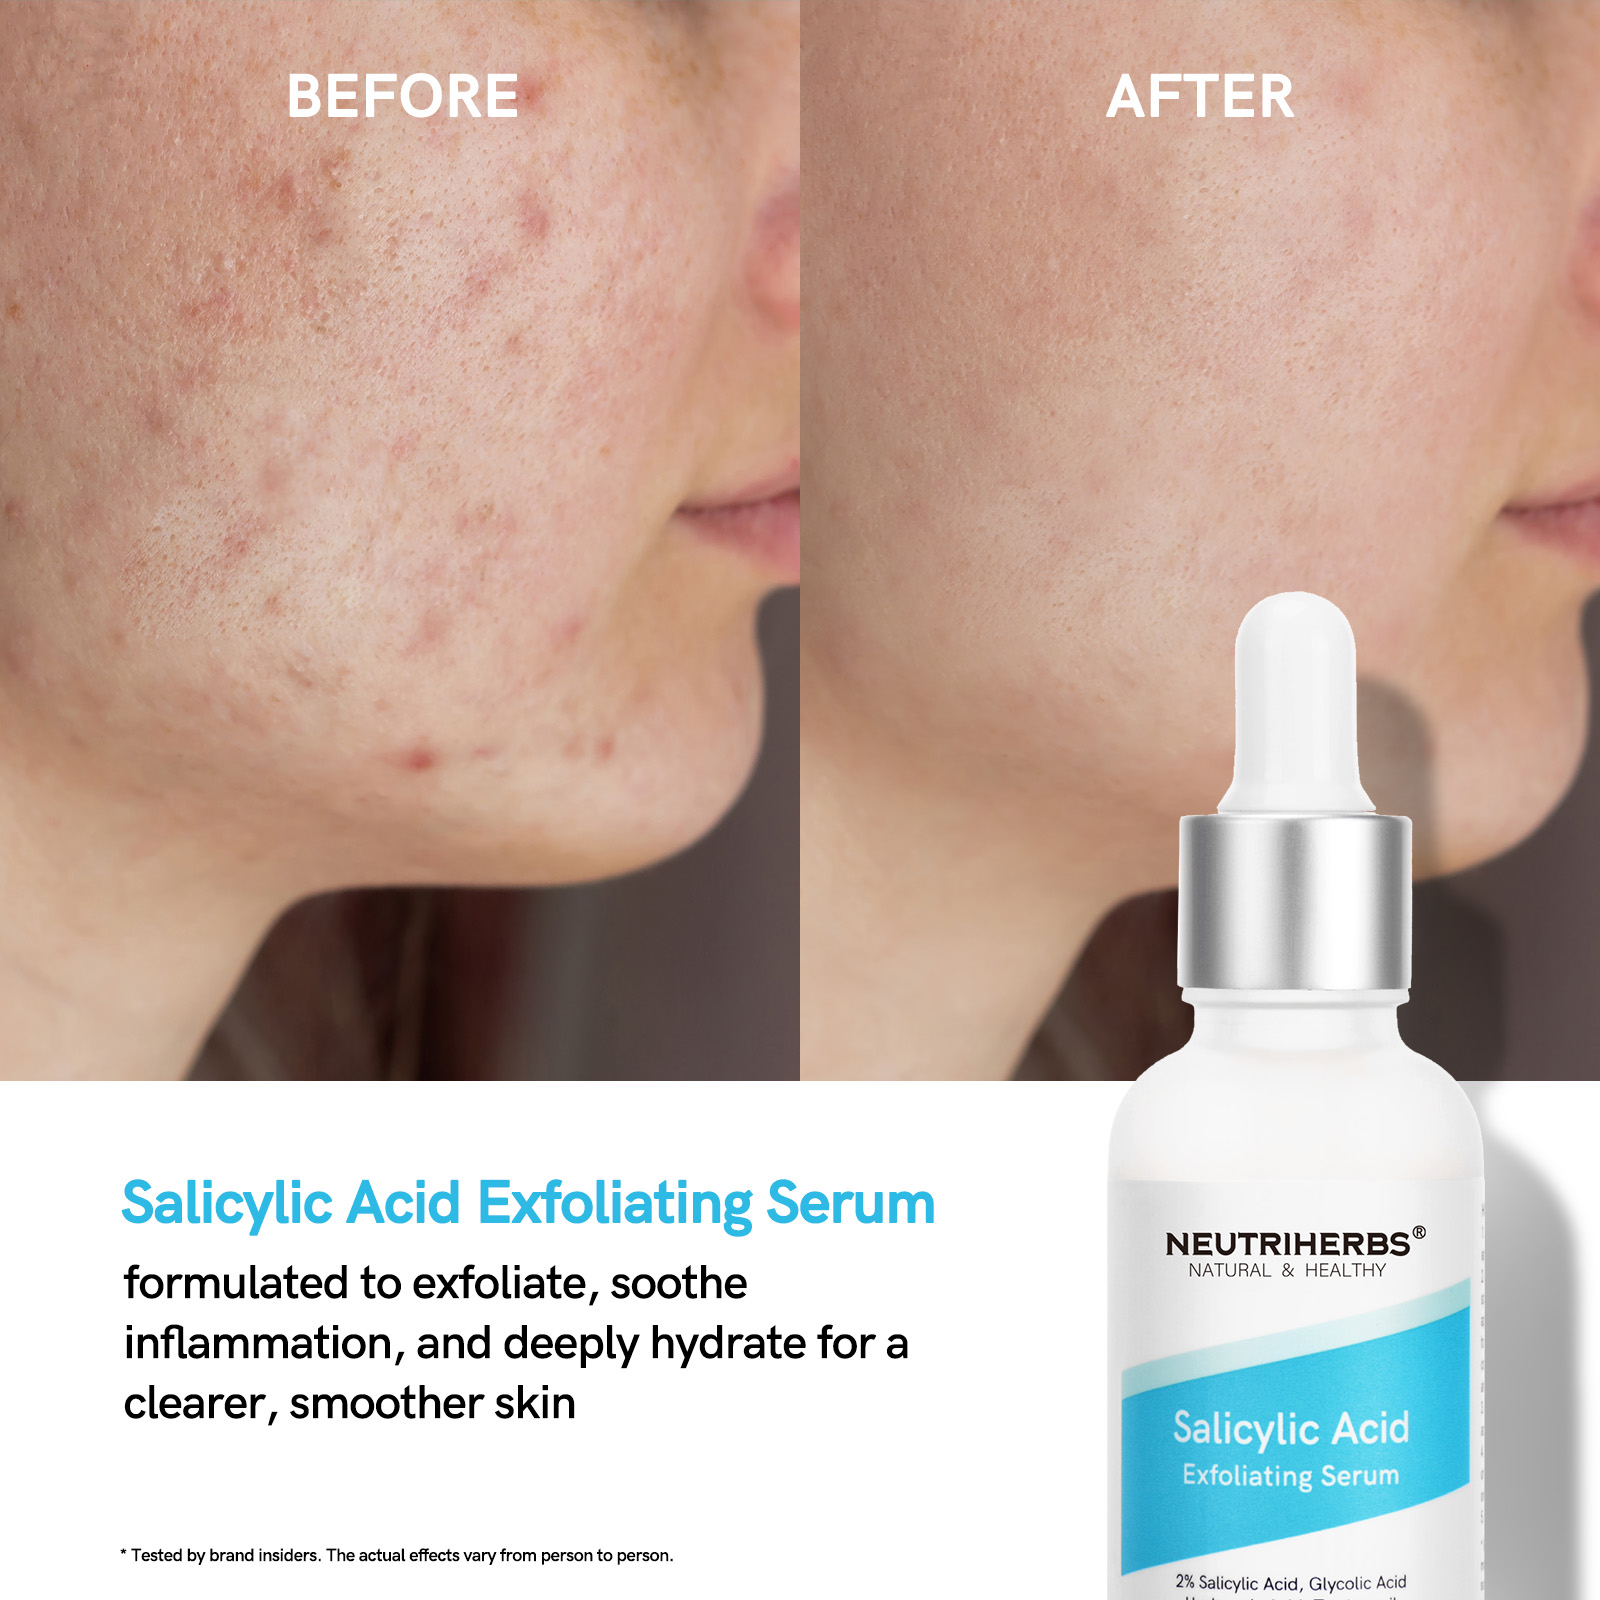 BEFORE
AFTER
Salicylic Acid Exfoliating Serum
formulated to exfoliate, soothe
inflammation, and deeply hydrate for a
clearer, smoother skin
* Tested by brand insiders. The actual effects vary from person to person.
NEUTRIHERBS®
NATURAL & HEALTHY
Salicylic Acid
Exfoliating Serum
2% Salicylic Acid, Glycolic Acid